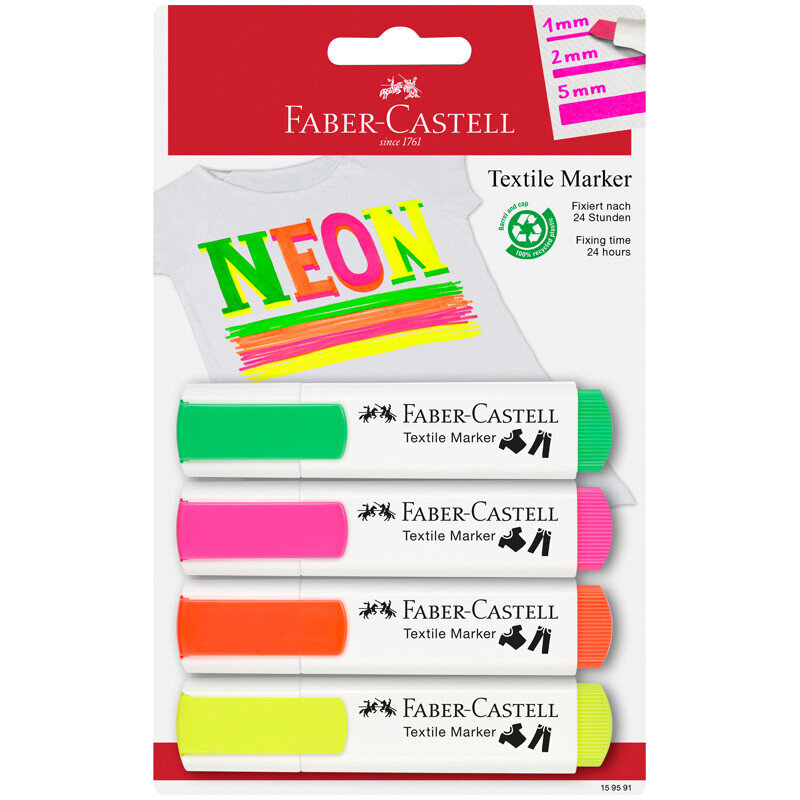 1mm
2mm
5mm
FABER-CASTELL
since 1761
Textile Marker
Barrel and cap
100% recycled plastic
Fixiert nach
24 Stunden
Fixing time
24 hours
NEON
FABER-CASTELL
Textile Marker
FABER-CASTELL
Textile Marker
FABER-CASTELL
Textile Marker
FABER-CASTELL
Textile Marker
15 95 91